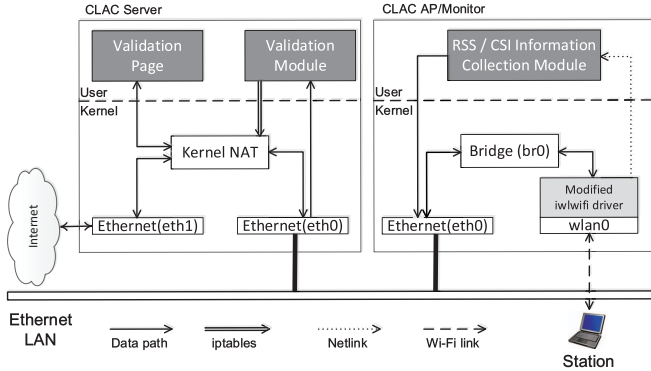 CLAC Server
CLAC AP/Monitor
Validation
Page
Validation
Module
RSS / CSI Information
Collection Module
User
Kernel
User
Kernel
Kernel NAT
Bridge (br0)
Modified
iwlwifi driver
wlan0
Internet
Ethernet(eth1)
Ethernet(eth0)
Ethernet(eth0)
Ethernet
LAN
Data path
iptables
Netlink
Wi-Fi link
Station